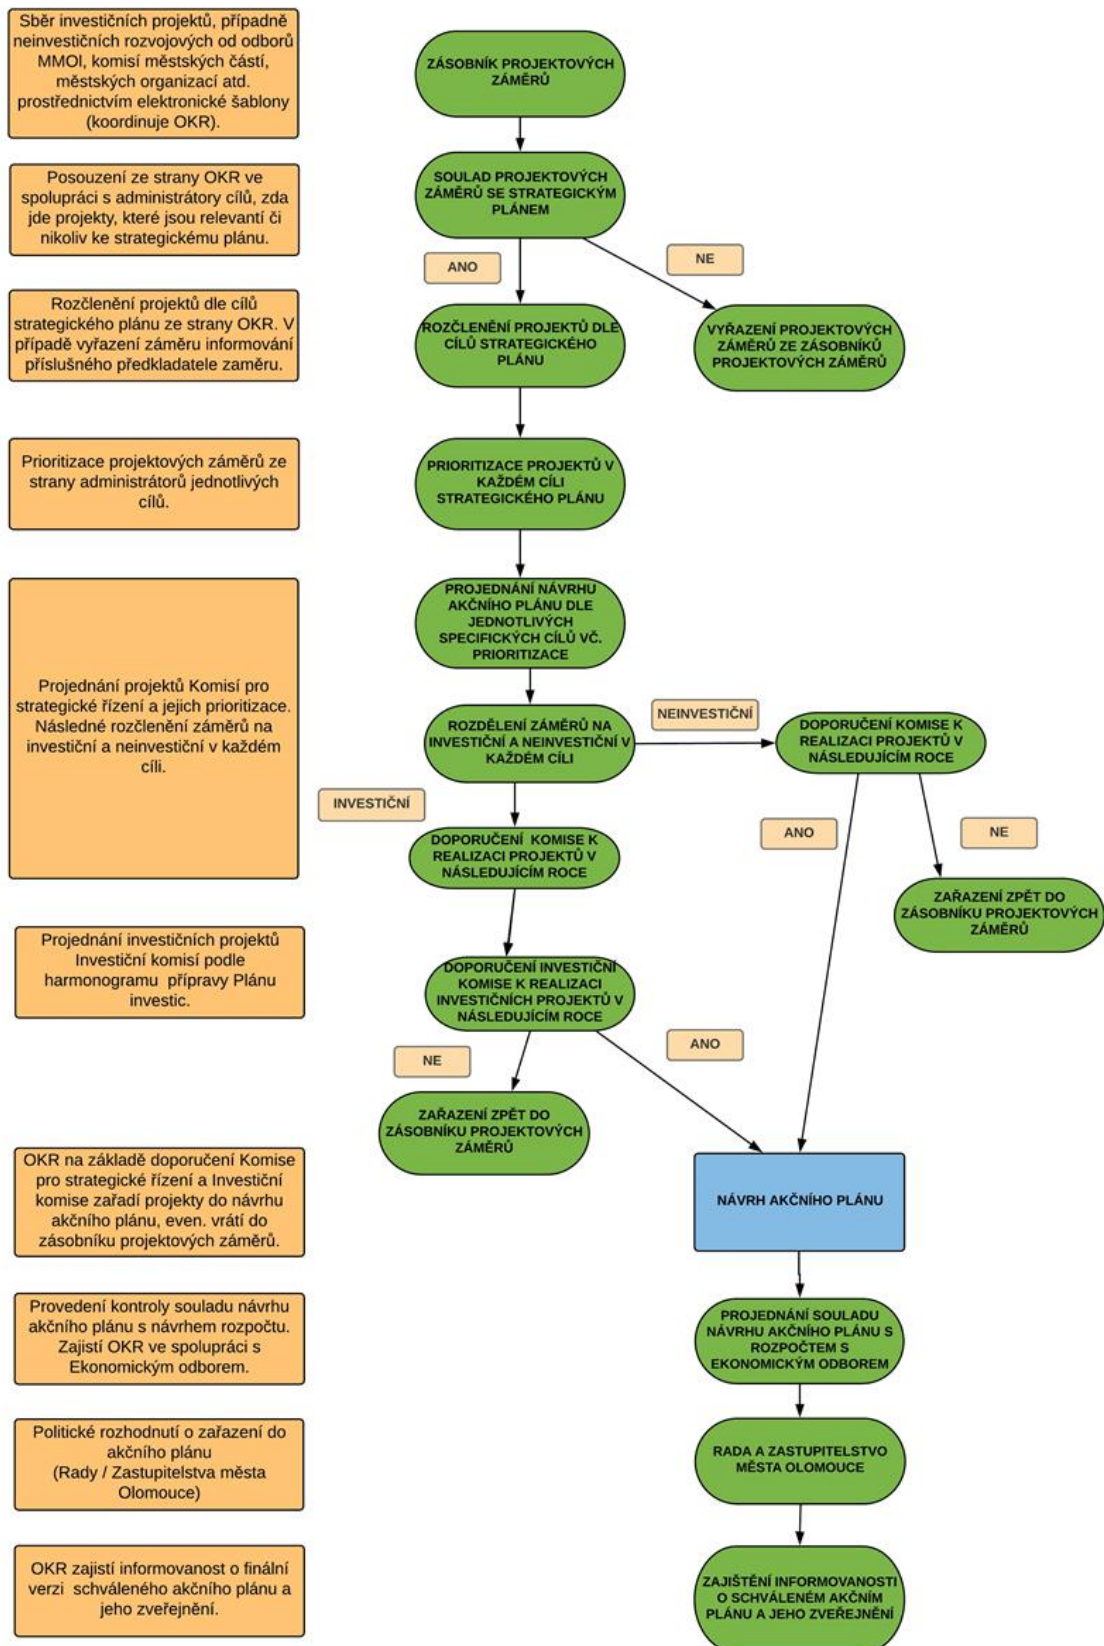 Sběr investičních projektů, případně
neinvestičních rozvojových od odborů
MMOl, komisí městských částí,
městských organizací atd.
prostřednictvím elektronické šablony
(koordinuje OKR).
ZÁSOBNÍK PROJEKTOVÝCH
ZÁMĚRŮ
Posouzení ze strany OKR ve
spolupráci s administrátory cílů, zda
jde projekty, které jsou relevantí či
nikoliv ke strategickému plánu.
SOULAD PROJEKTOVÝCH
ZÁMĚRŮ SE STRATEGICKÝM
PLÁNEM
ANO
NE
Rozčlenění projektů dle cílů
strategického plánu ze strany OKR. V
případě vyřazení záměru informování
příslušného předkladatele zaměru.
ROZČLENĚNÍ PROJEKTŮ DLE
CÍLŮ STRATEGICKÉHO
PLÁNU
VYŘAZENÍ PROJEKTOVÝCH
ZÁMĚRŮ ZE ZÁSOBNÍKŮ
PROJEKTOVÝCH ZÁMĚRŮ
Prioritizace projektových záměrů ze
strany administrátorů jednotlivých
cílů.
PRIORITIZACE PROJEKTŮ V
KAŽDÉM CÍLI
STRATEGICKÉHO PLÁNU
Projednání projektů Komisí pro
strategické řízení a jejich prioritizace.
Následné rozčlenění záměrů na
investiční a neinvestiční v každém
cíli.
PROJEDNÁNÍ NÁVRHU
AKČNÍHO PLÁNU DLE
JEDNOTLIVÝCH
SPECIFICKÝCH CÍLŮ VČ.
PRIORITIZACE
ROZDĚLENÍ ZÁMĚRŮ NA
INVESTIČNÍ A NEINVESTIČNÍ V
KAŽDÉM CÍLI
NEINVESTIČNÍ
DOPORUČENÍ KOMISE K
REALIZACI PROJEKTŮ V
NÁSLEDUJÍCÍM ROCE
INVESTIČNÍ
ANO
NE
DOPORUČENÍ KOMISE K
REALIZACI PROJEKTŮ V
NÁSLEDUJÍCÍM ROCE
ZAŘAZENÍ ZPĚT DO
ZÁSOBNÍKU PROJEKTOVÝCH
ZÁMĚRŮ
Projednání investičních projektů
Investiční komisí podle
harmonogramu přípravy Plánu
investic.
DOPORUČENÍ INVESTIČNÍ
KOMISE K REALIZACI
INVESTIČNÍCH PROJEKTŮ V
NÁSLEDUJÍCÍM ROCE
NE
ANO
ZAŘAZENÍ ZPĚT DO
ZÁSOBNÍKU PROJEKTOVÝCH
ZÁMĚRŮ
OKR na základě doporučení Komise
pro strategické řízení a Investiční
komise zařadí projekty do návrhu
akčního plánu, even. vrátí do
zásobníku projektových záměrů.
NÁVRH AKČNÍHO PLÁNU
Provedení kontroly souladu návrhu
akčního plánu s návrhem rozpočtu.
Zajistí OKR ve spolupráci s
Ekonomickým odborem.
PROJEDNÁNÍ SOULADU
NÁVRHU AKČNÍHO PLÁNU S
ROZPOČTEM S
EKONOMICKÝM ODBOREM
Politické rozhodnutí o zařazení do
akčního plánu
(Rady / Zastupitelstva města
Olomouce)
RADA A ZASTUPITELSTVO
MĚSTA OLOMOUCE
OKR zajistí informovanost o finální
verzi schváleného akčního plánu a
jeho zveřejnění.
ZAJIŠTĚNÍ INFORMOVANOSTI
O SCHVÁLENÉM AKČNÍM
PLÁNU A JEHO ZVEŘEJNĚNÍ